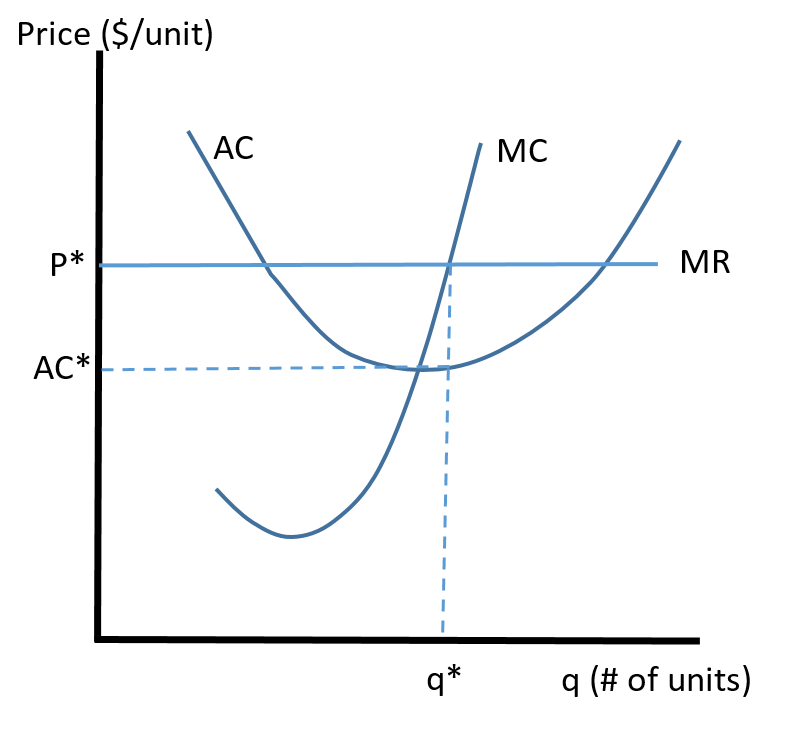 Price ($/unit)
AC
MC
P*
MR
AC*
q*
q (# of units)